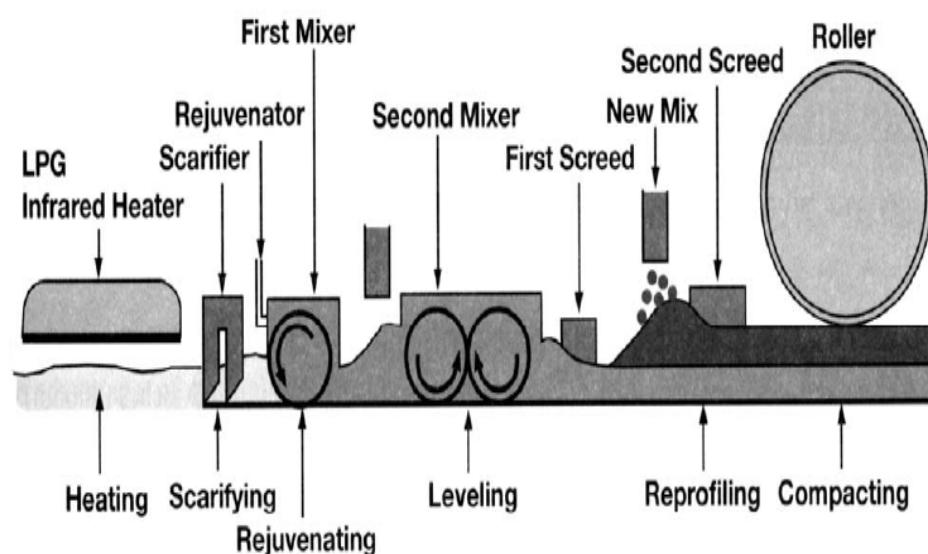 First Mixer
Roller
Rejuvenator
Second Screed
Scarifier
Second Mixer
New Mix
LPG
Infrared Heater
First Screed
Heating
Scarifying
Rejuvenating
Leveling
Reprofiling
Compacting